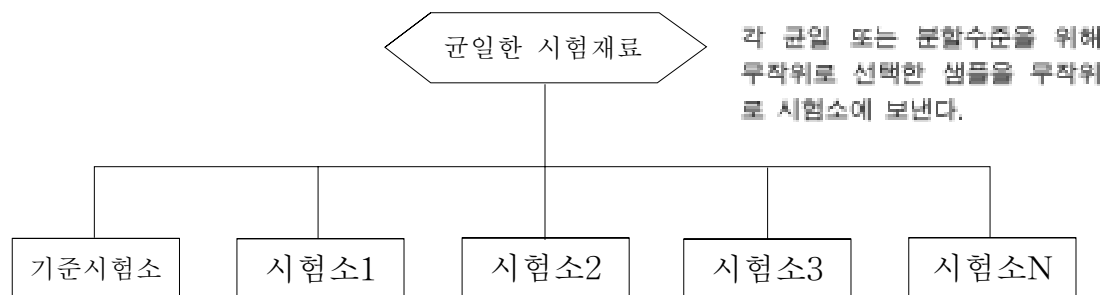 균일한 시험재료
각 균일 또는 분할수준을 위해
무작위로 선택한 샘플을 무작위
로 시험소에 보낸다.
기준시험소
시험소1
시험소2
시험소3
시험소N